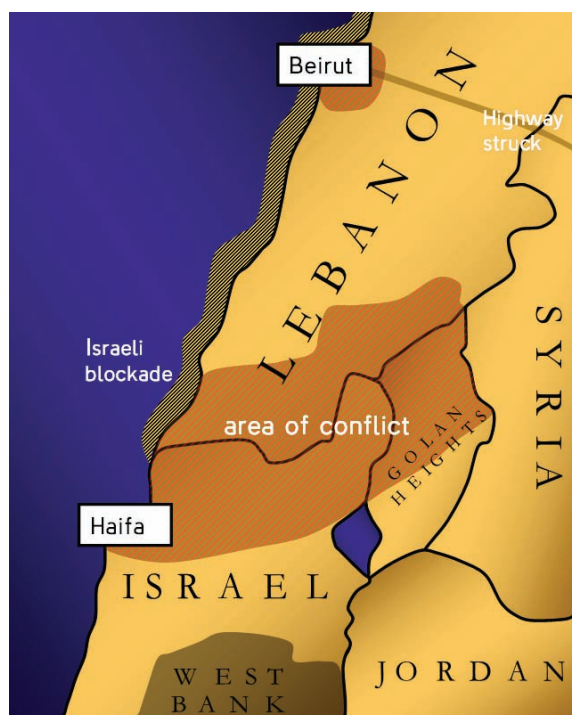 Beirut
Highway
struck
LEBANON
SYRIA
Israeli
blockade
area of conflict
GOLAN
HEIGHTS
Haifa
ISRAEL
WEST
BANK
JORDAN